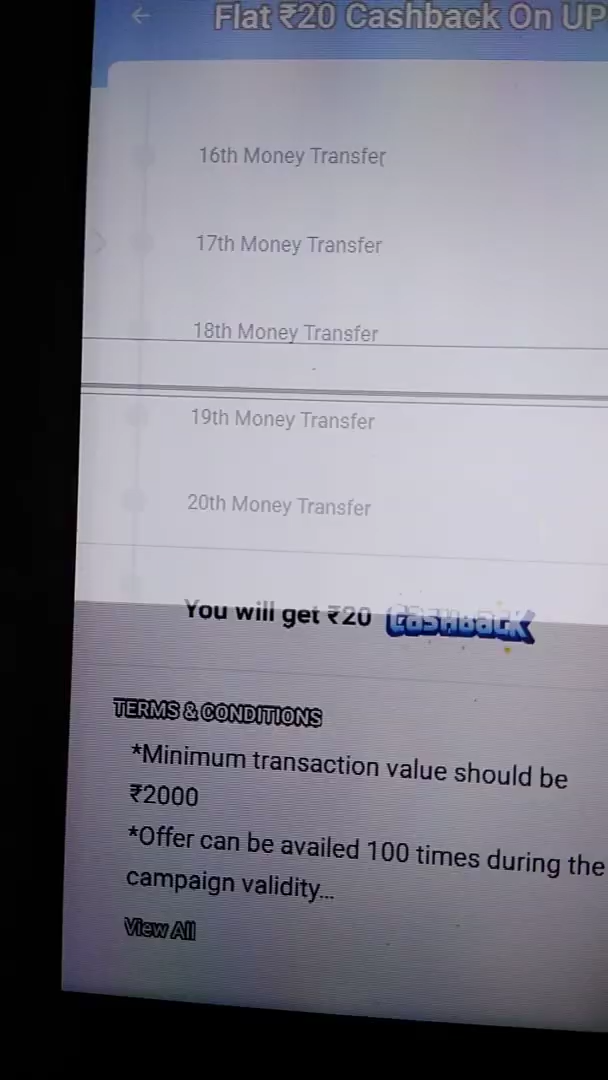 Flat ₹20 Cashback On UP
16th Money Transfer
17th Money Transfer
18th Money Transfer
19th Money Transfer
20th Money Transfer
You will get ₹20 CASHBACK
TERMS & CONDITIONS
*Minimum transaction value should be
₹2000
*Offer can be availed 100 times during the
campaign validity...
View All